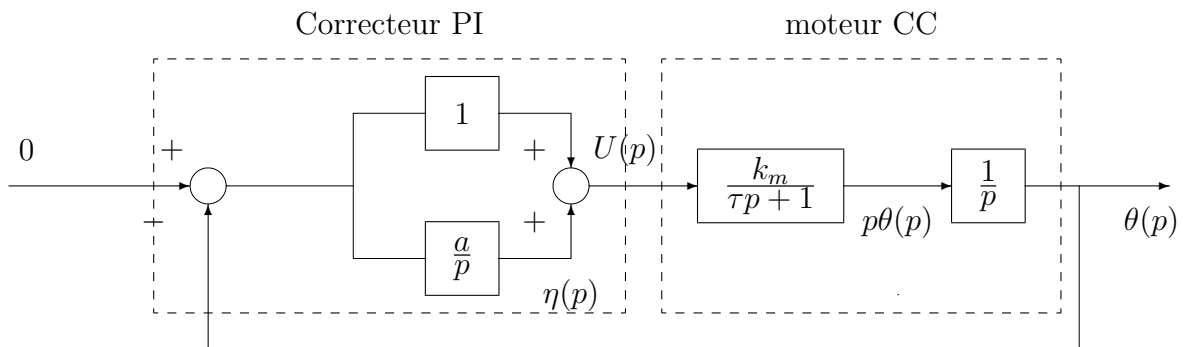 Correcteur PI
moteur CC
0
+
+
1
a/p
+
+
η(p)
U(p)
k_m/(τp + 1)
pθ(p)
1/p
θ(p)